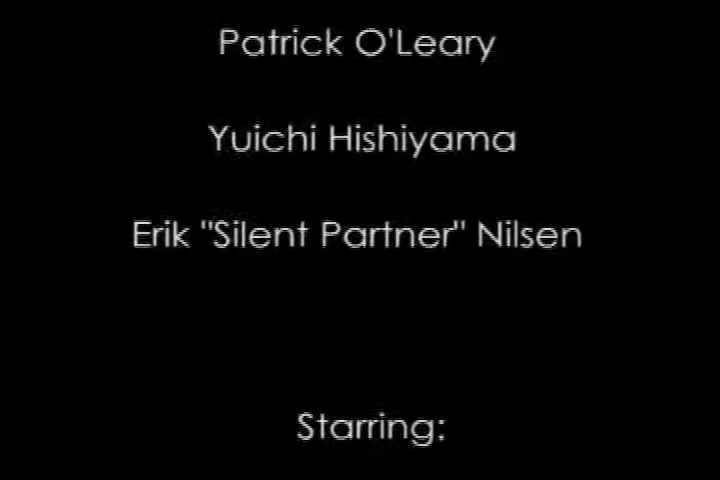 Patrick O'Leary
Yuichi Hishiyama
Erik "Silent Partner" Nilsen
Starring: